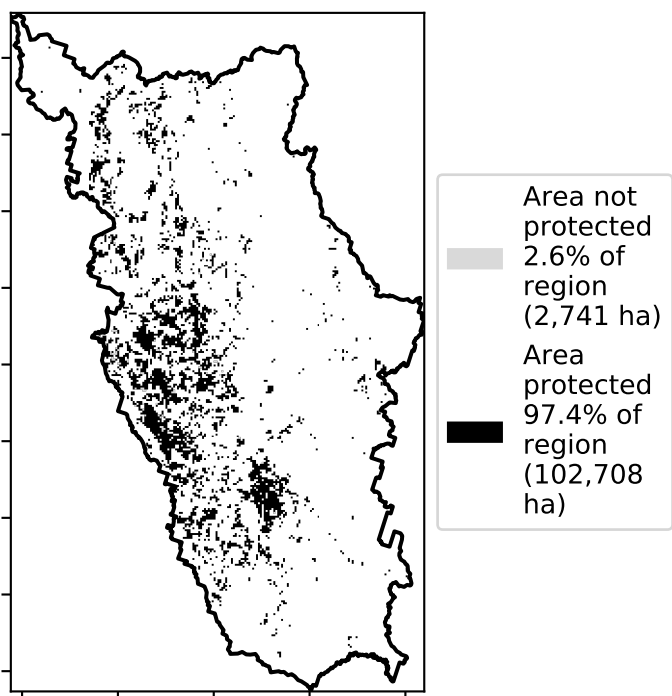 Area not
protected
2.6% of
region
(2,741 ha)
Area
protected
97.4% of
region
(102,708
ha)